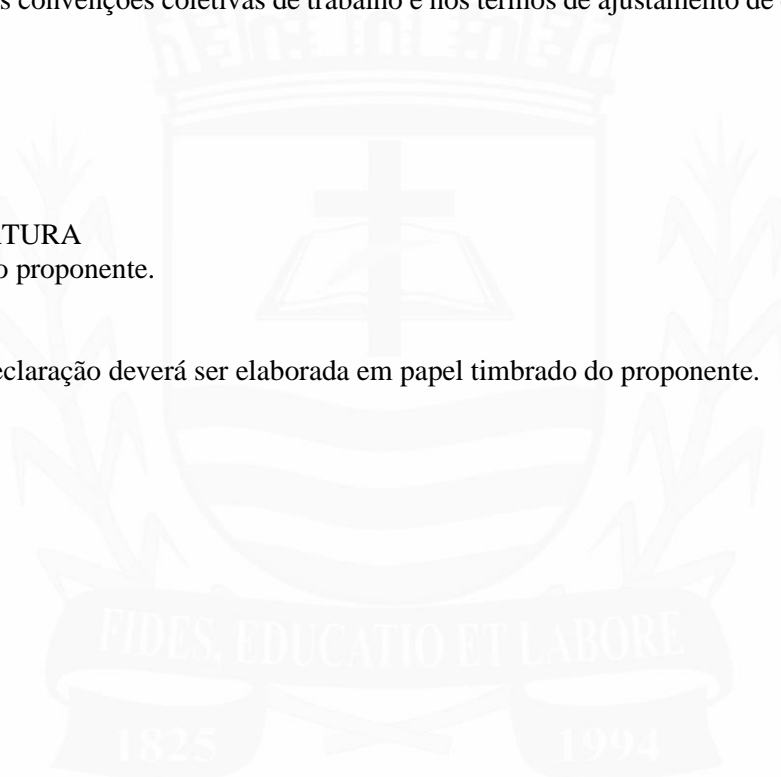 s convenções coletivas de trabalho e nos termos de ajustamento de
TURA
o proponente.
eclaração deverá ser elaborada em papel timbrado do proponente.
FIDES, EDUCATIO ET LABORE
1825 1994